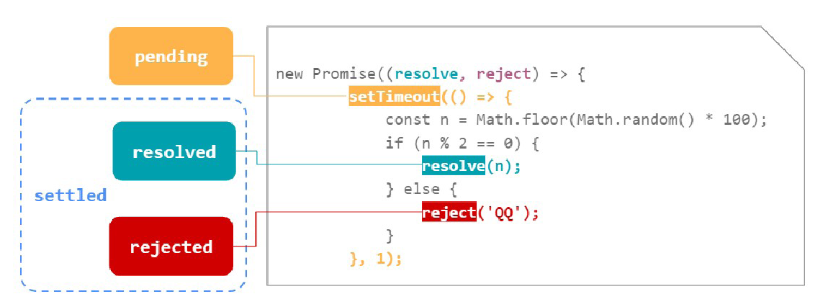 pending
resolved
settled
rejected
new Promise((resolve, reject) => {
setTimeout(() => {
const n = Math.floor(Math.random() * 100);
if (n % 2 == 0) {
resolve(n);
} else {
reject('QQ');
}
}, 1);